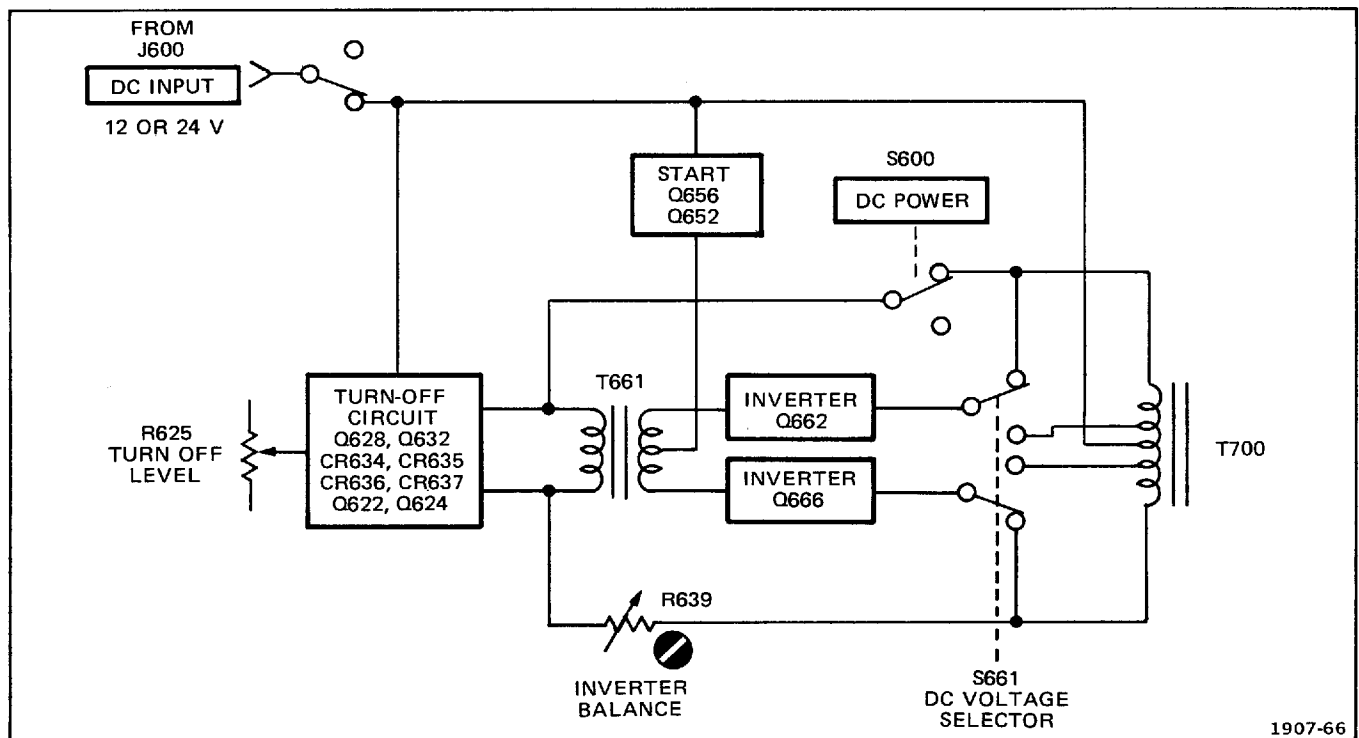 FROM
J600
DC INPUT
12 OR 24 V
START
Q656
Q652
S600
DC POWER
TURN-OFF
CIRCUIT
Q628, Q632
CR634, CR635
CR636, CR637
Q622, Q624
R625
TURN OFF
LEVEL
T661
INVERTER
Q662
INVERTER
Q666
T700
R639
INVERTER
BALANCE
S661
DC VOLTAGE
SELECTOR
1907-66